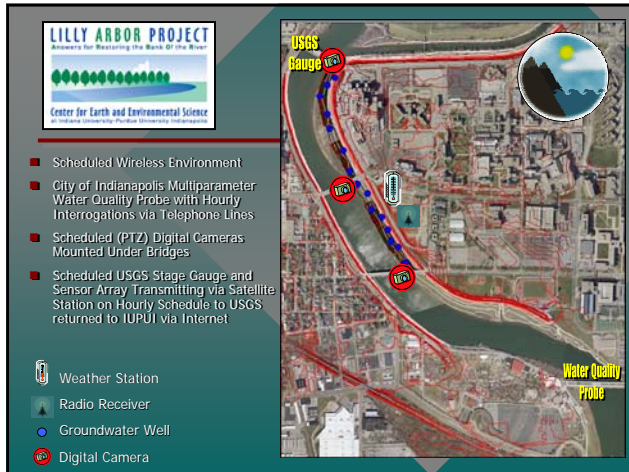 LILLY ARBOR PROJECT
Answers for Restoring the Bank Of the River
Center for Earth and Environmental Science
at Indiana University-Purdue University Indianapolis
Scheduled Wireless Environment
City of Indianapolis Multiparameter
Water Quality Probe with Hourly
Interrogations via Telephone Lines
Scheduled (PTZ) Digital Cameras
Mounted Under Bridges
Scheduled USGS Stage Gauge and
Sensor Array Transmitting via Satellite
Station on Hourly Schedule to USGS
returned to IUPUI via Internet
Weather Station
Radio Receiver
Groundwater Well
Digital Camera
USGS
Gauge
Water Quality
Probe